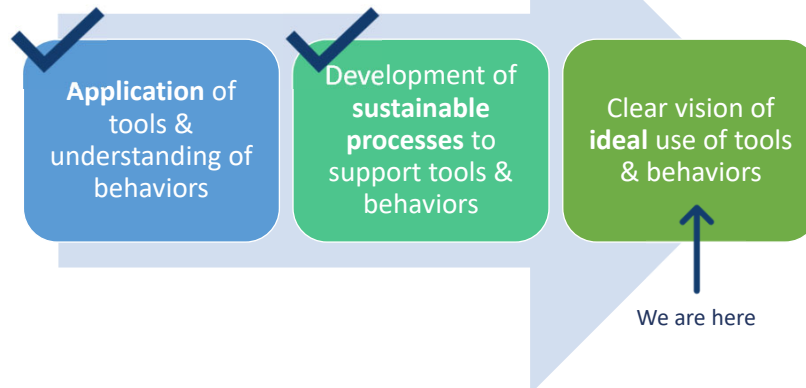 Application of
tools &
understanding of
behaviors
Development of
sustainable
processes to
support tools &
behaviors
Clear vision of
ideal use of tools
& behaviors
We are here